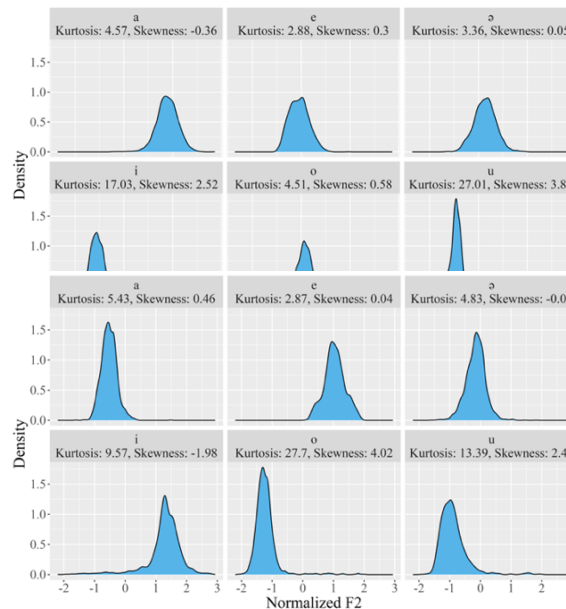 a e ə
Kurtosis: 4.57, Skewness: -0.36 Kurtosis: 2.88, Skewness: 0.3 Kurtosis: 3.36, Skewness: 0.05
1.5
1.0
0.5
0.0
Density
i o u
Kurtosis: 17.03, Skewness: 2.52 Kurtosis: 4.51, Skewness: 0.58 Kurtosis: 27.01, Skewness: 3.8
1.5
1.0
a e ə
Kurtosis: 5.43, Skewness: 0.46 Kurtosis: 2.87, Skewness: 0.04 Kurtosis: 4.83, Skewness: -0.0
1.5
1.0
0.5
0.0
Density
i o u
Kurtosis: 9.57, Skewness: -1.98 Kurtosis: 27.7, Skewness: 4.02 Kurtosis: 13.39, Skewness: 2.4
1.5
1.0
0.5
0.0
-2 -1 0 1 2 3 -2 -1 0 1 2 3 -2 -1 0 1 2
Normalized F2